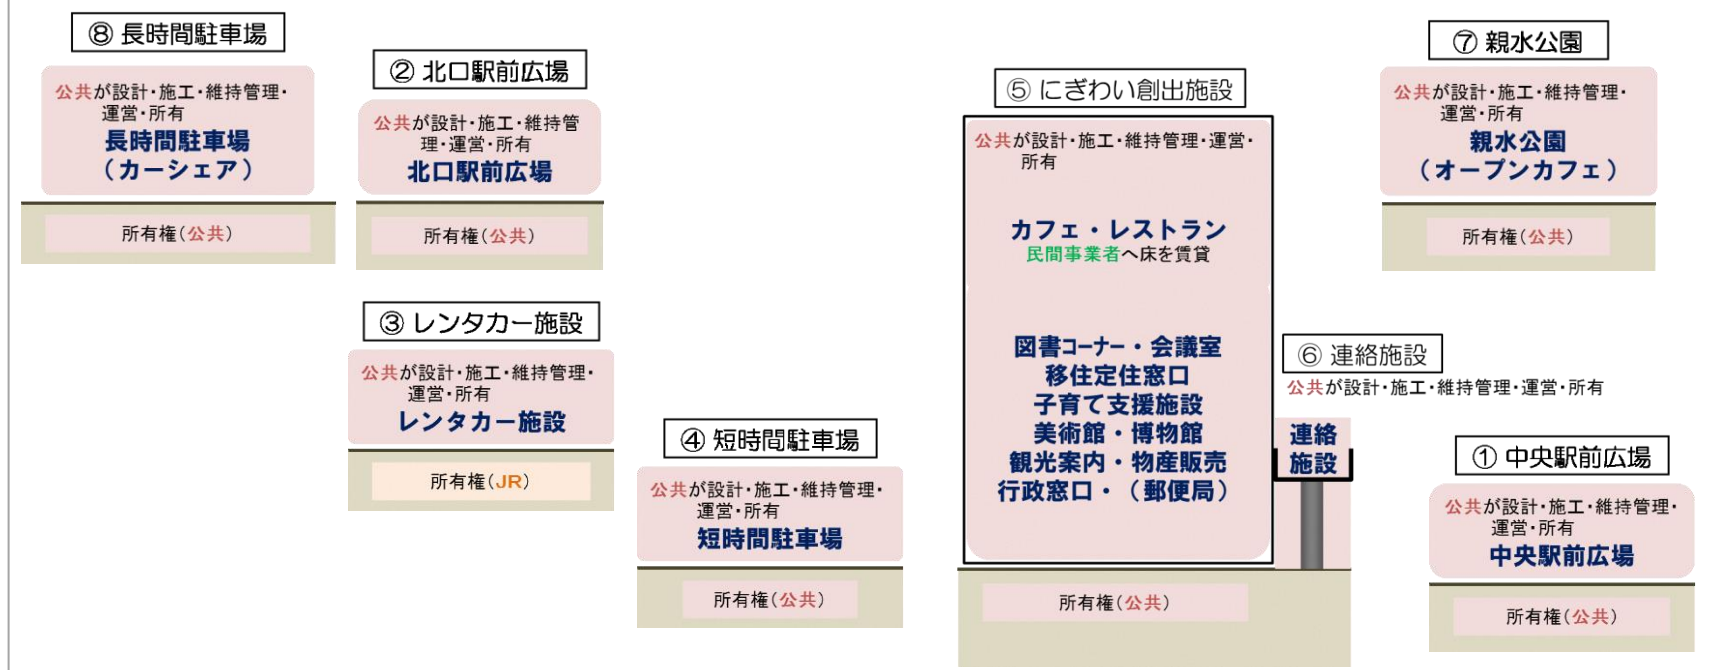 ⑧ 長時間駐車場
公共が設計・施工・維持管理・
運営・所有
長時間駐車場
（カーシェア）
所有権（公共）
② 北口駅前広場
公共が設計・施工・維持管
理・運営・所有
北口駅前広場
所有権（公共）
③ レンタカー施設
公共が設計・施工・維持管理・
運営・所有
レンタカー施設
所有権（JR）
④ 短時間駐車場
公共が設計・施工・維持管理・
運営・所有
短時間駐車場
所有権（公共）
⑤ にぎわい創出施設
公共が設計・施工・維持管理・運営・
所有
カフェ・レストラン
民間事業者へ床を賃貸
図書コーナー・会議室
移住定住窓口
子育て支援施設
美術館・博物館
観光案内・物産販売
行政窓口・（郵便局）
所有権（公共）
⑥ 連絡施設
公共が設計・施工・維持管理・運営・所有
連絡
施設
⑦ 親水公園
公共が設計・施工・維持管理・
運営・所有
親水公園
（オープンカフェ）
所有権（公共）
① 中央駅前広場
公共が設計・施工・維持管理・
運営・所有
中央駅前広場
所有権（公共）